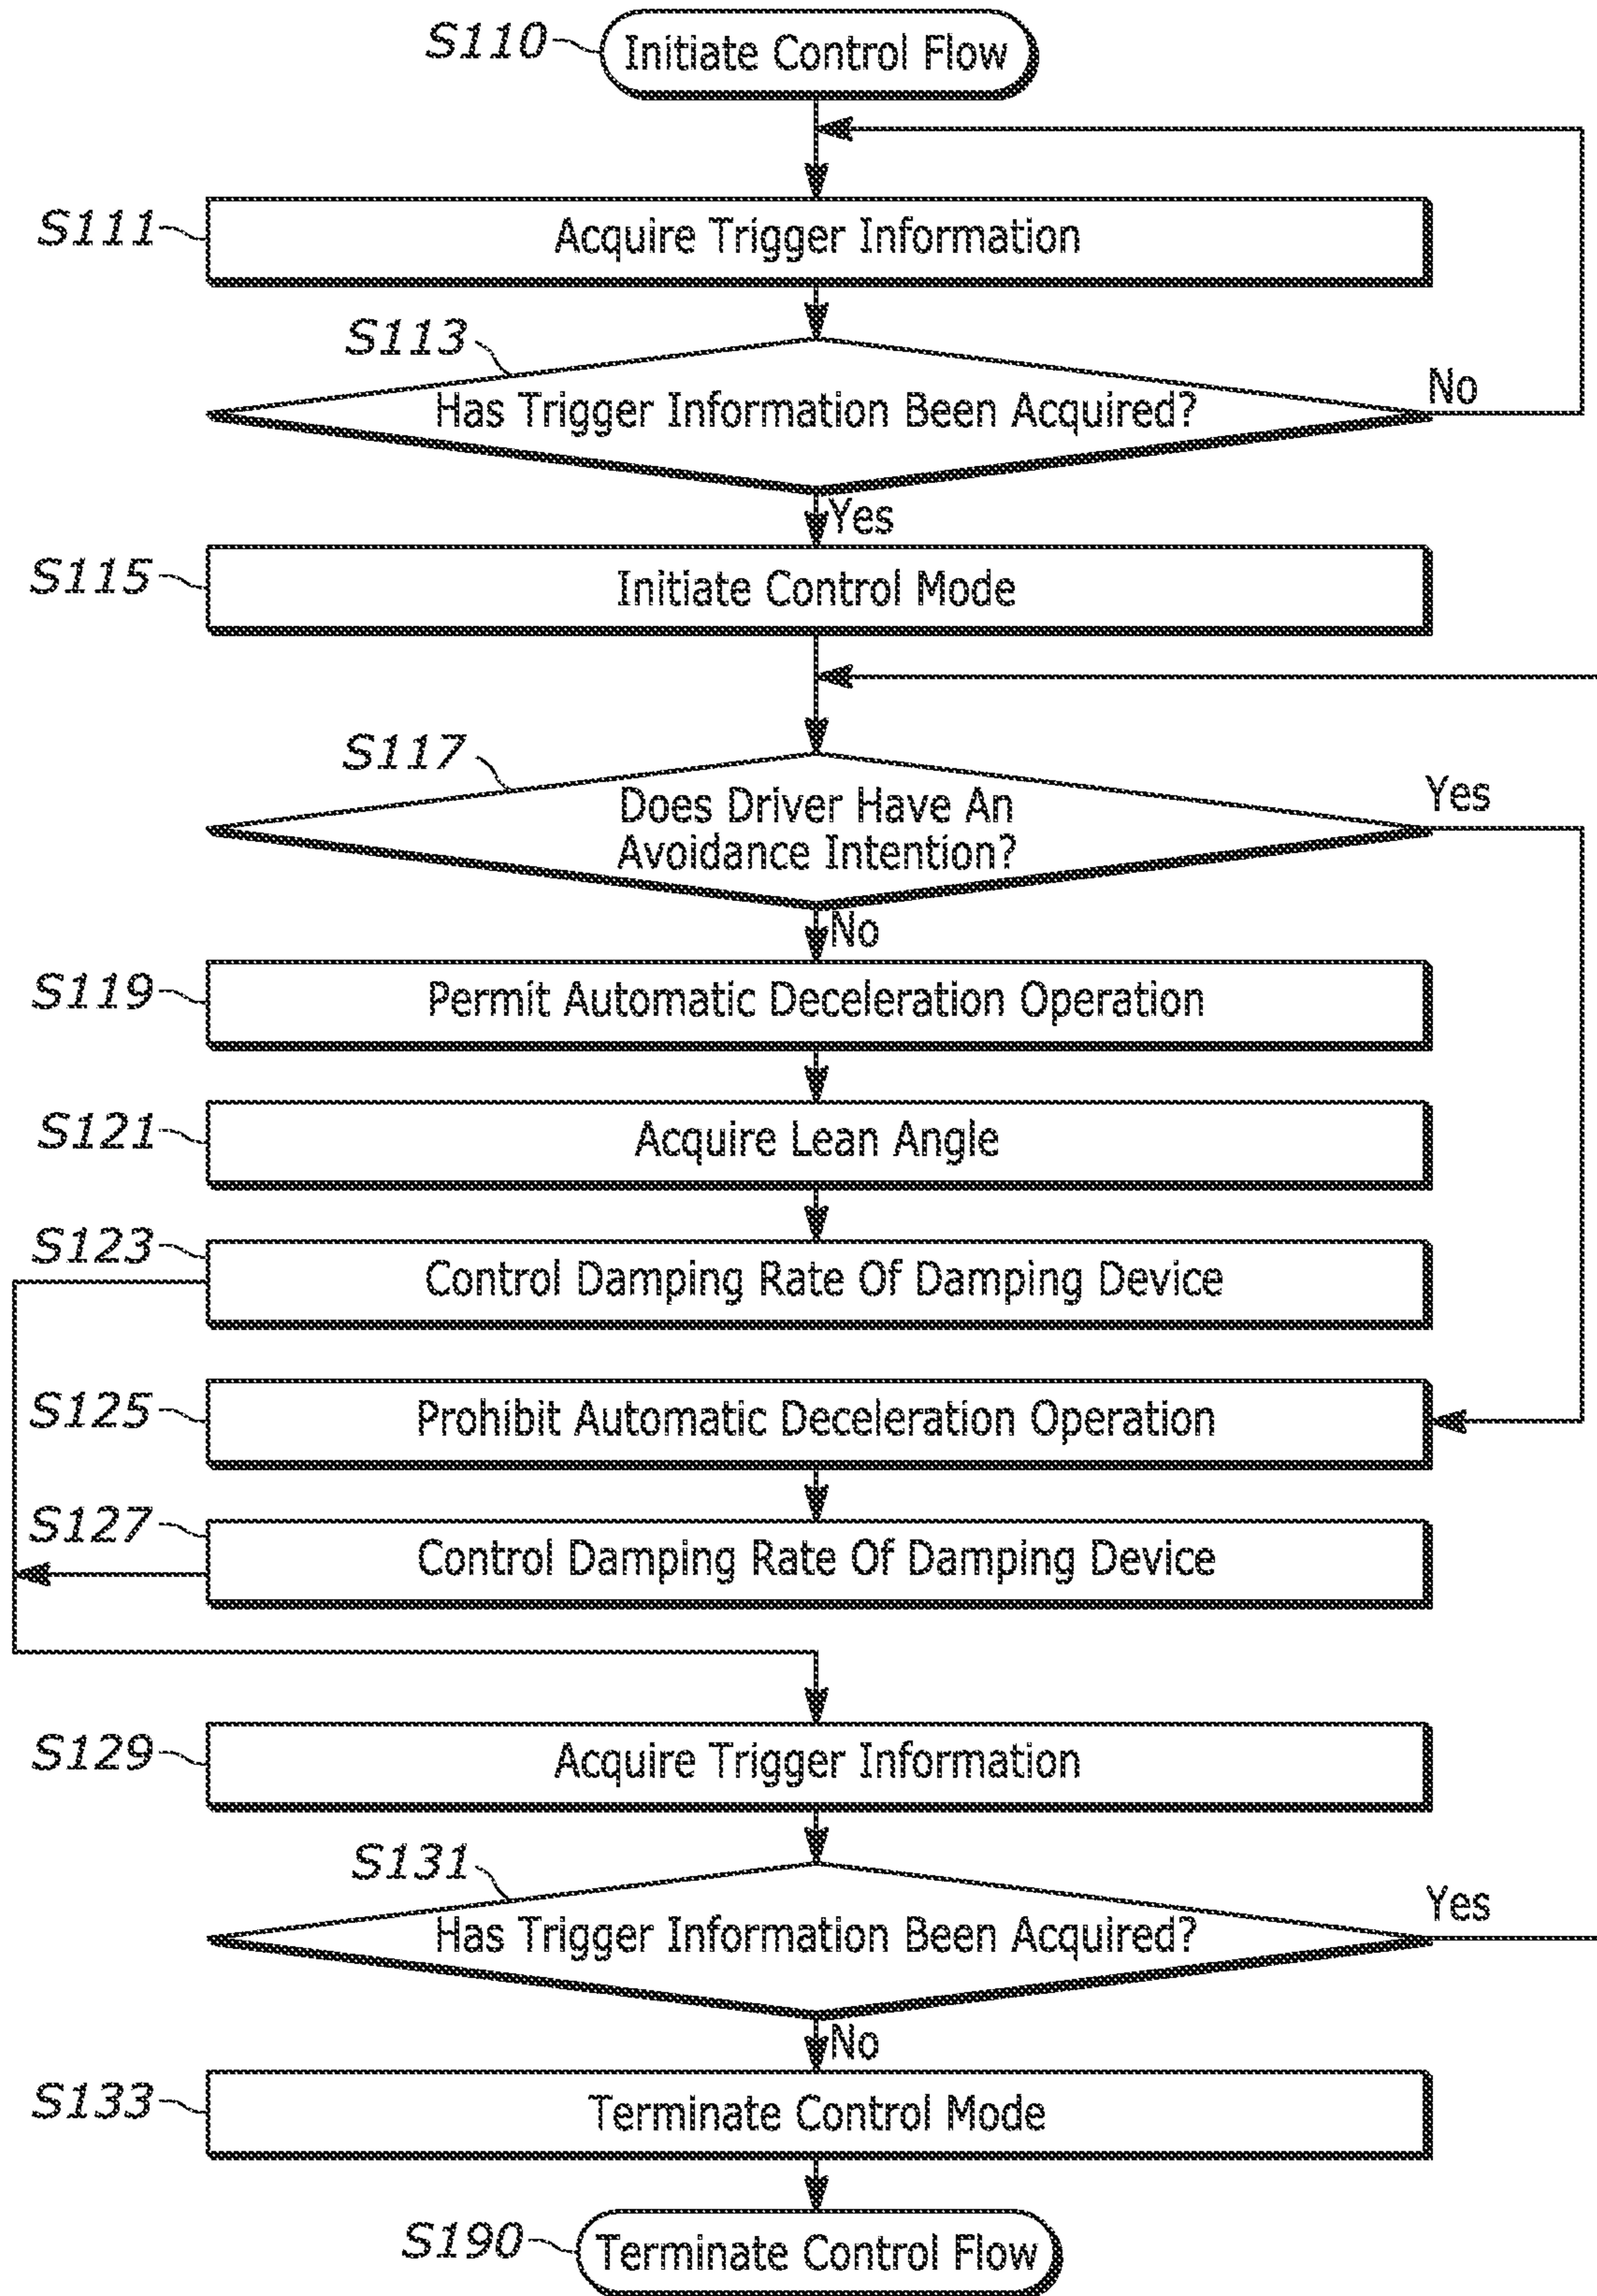 S110
Initiate Control Flow
S111
Acquire Trigger Information
S113
Has Trigger Information Been Acquired?
No
Yes
S115
Initiate Control Mode
S117
Does Driver Have An
Avoidance Intention?
Yes
No
S119
Permit Automatic Deceleration Operation
S121
Acquire Lean Angle
S123
Control Damping Rate Of Damping Device
S125
Prohibit Automatic Deceleration Operation
S127
Control Damping Rate Of Damping Device
S129
Acquire Trigger Information
S131
Has Trigger Information Been Acquired?
Yes
No
S133
Terminate Control Mode
S190
Terminate Control Flow